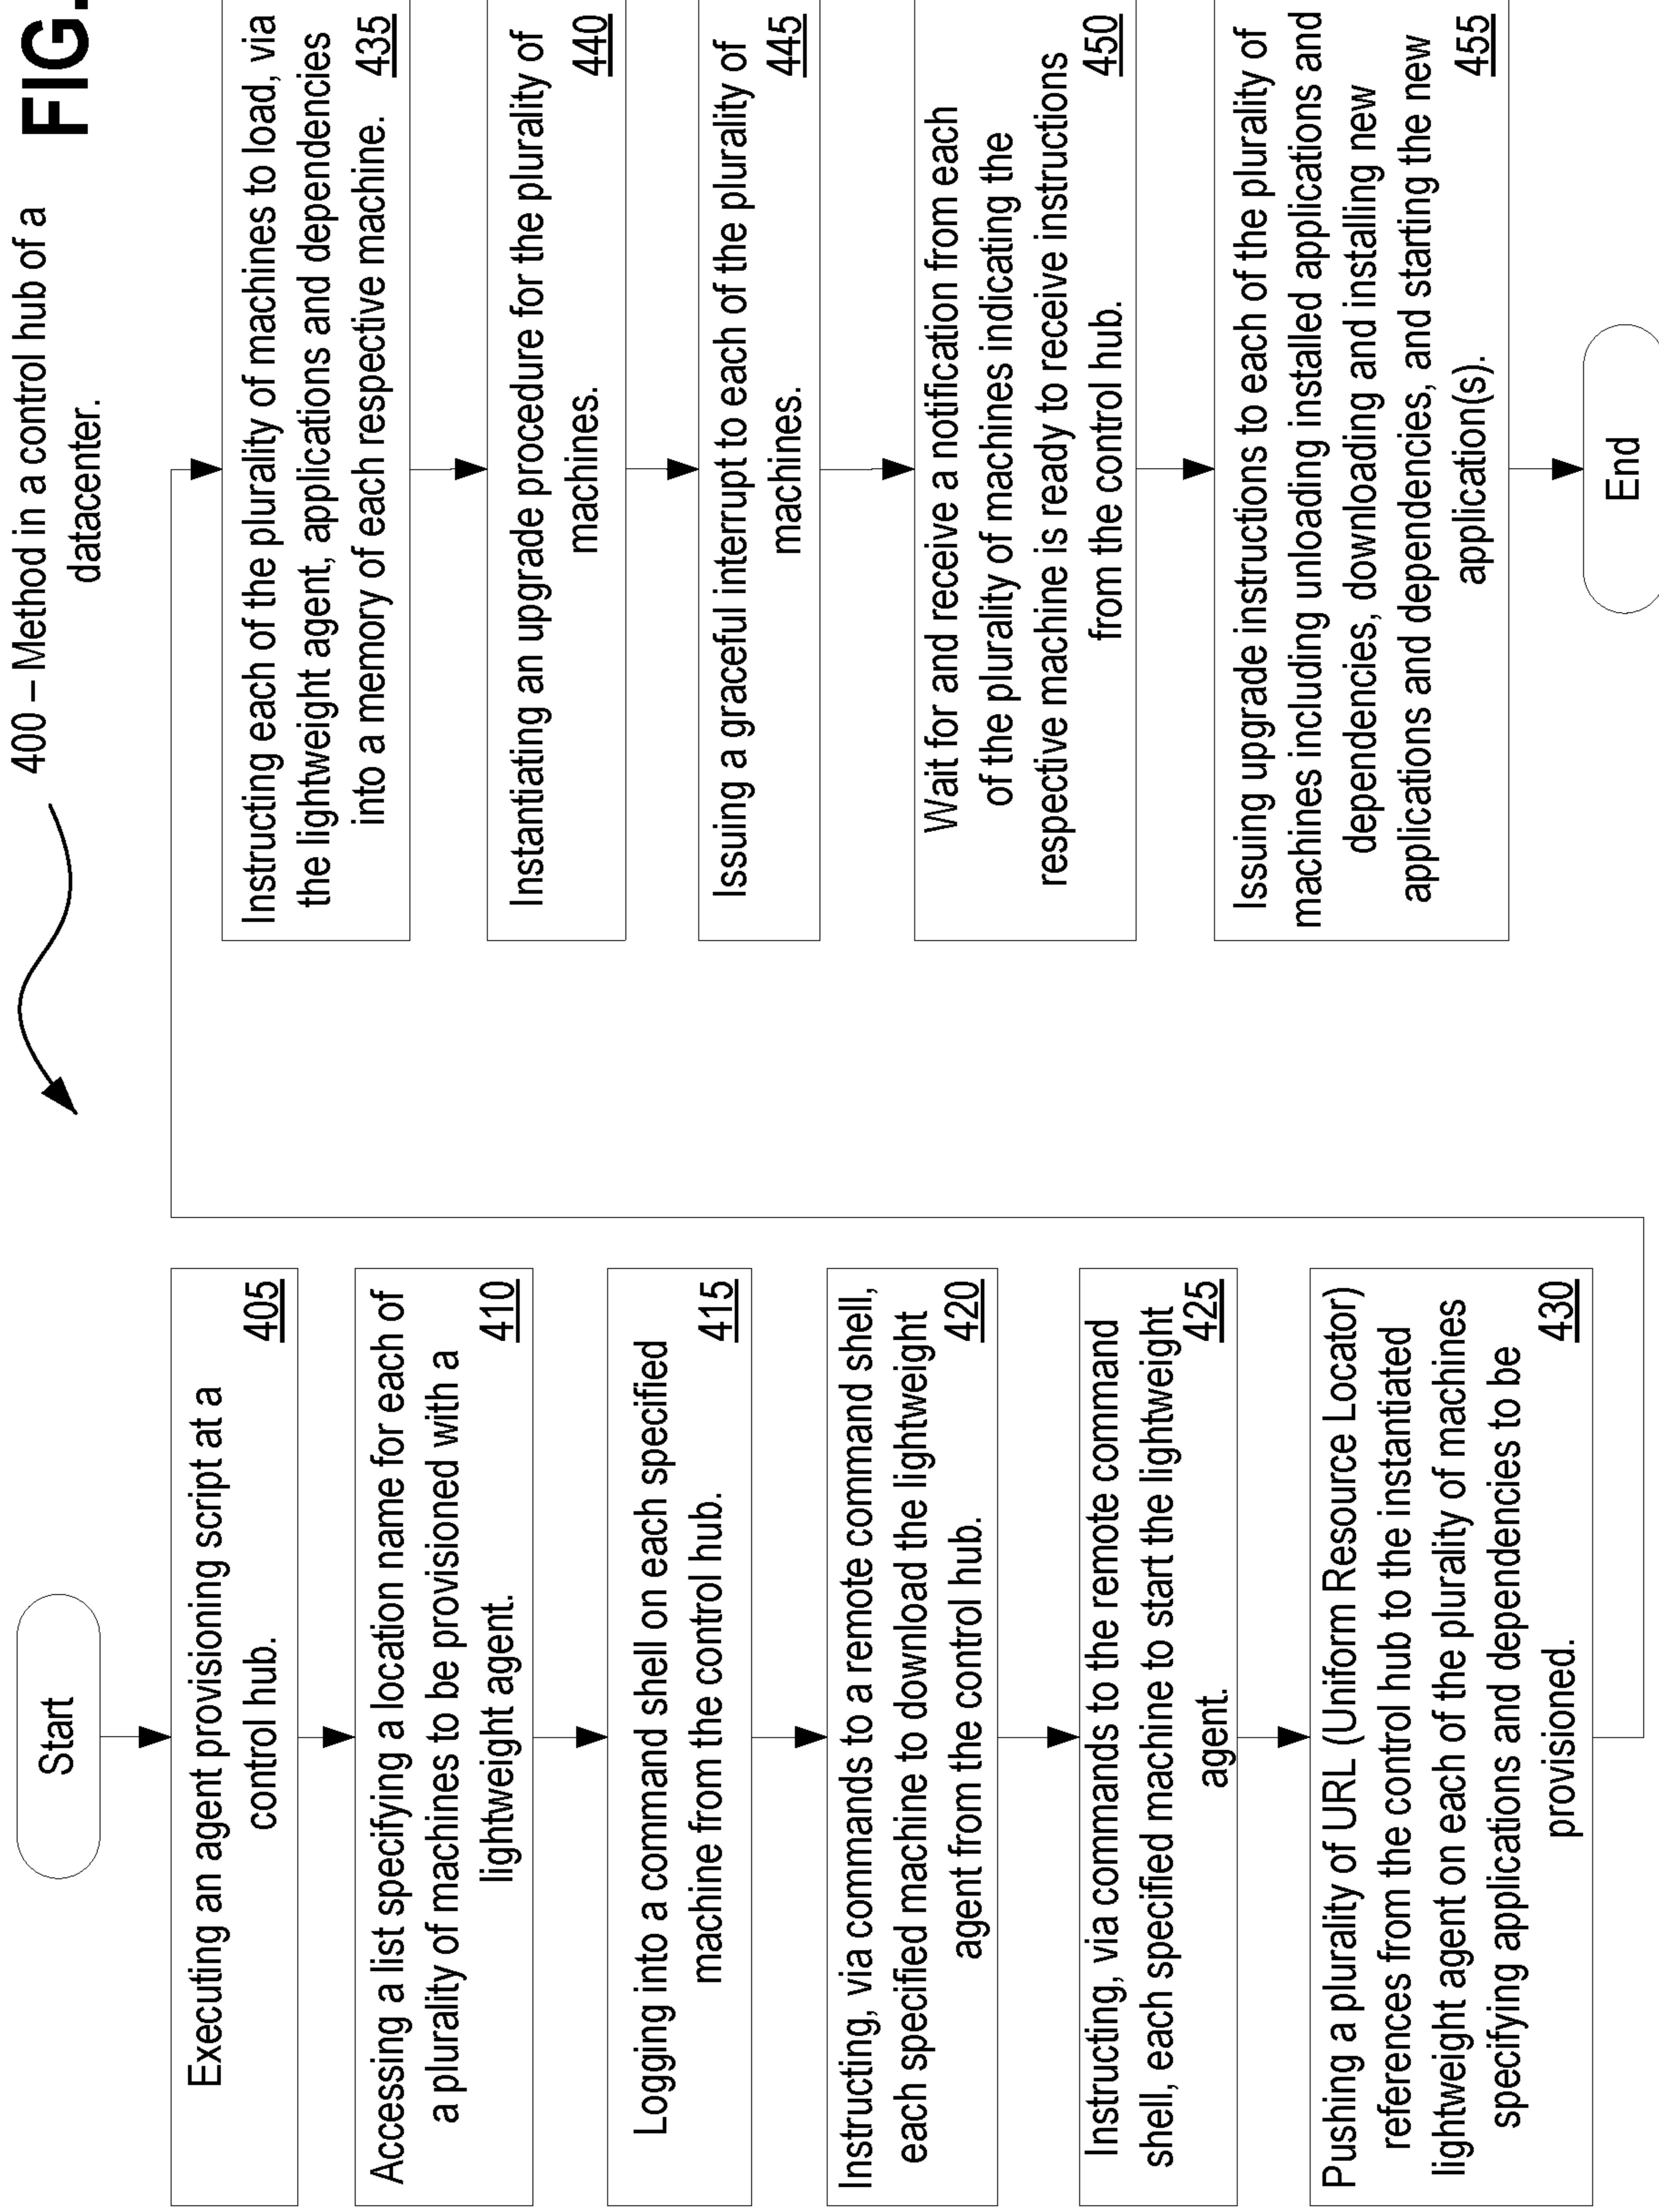 400 – Method in a control hub of a
datacenter.
FIG.
Start
Executing an agent provisioning script at a
control hub.
405
Accessing a list specifying a location name for each of
a plurality of machines to be provisioned with a
lightweight agent.
410
Logging into a command shell on each specified
machine from the control hub.
415
Instructing, via commands to a remote command shell,
each specified machine to download the lightweight
agent from the control hub.
420
Instructing, via commands to the remote command
shell, each specified machine to start the lightweight
agent.
425
Pushing a plurality of URL (Uniform Resource Locator)
references from the control hub to the instantiated
lightweight agent on each of the plurality of machines
specifying applications and dependencies to be
provisioned.
430
Instructing each of the plurality of machines to load, via
the lightweight agent, applications and dependencies
into a memory of each respective machine.
435
Instantiating an upgrade procedure for the plurality of
machines.
440
Issuing a graceful interrupt to each of the plurality of
machines.
445
Wait for and receive a notification from each
of the plurality of machines indicating the
respective machine is ready to receive instructions
from the control hub.
450
Issuing upgrade instructions to each of the plurality of
machines including unloading installed applications and
dependencies, downloading and installing new
applications and dependencies, and starting the new
application(s).
455
End